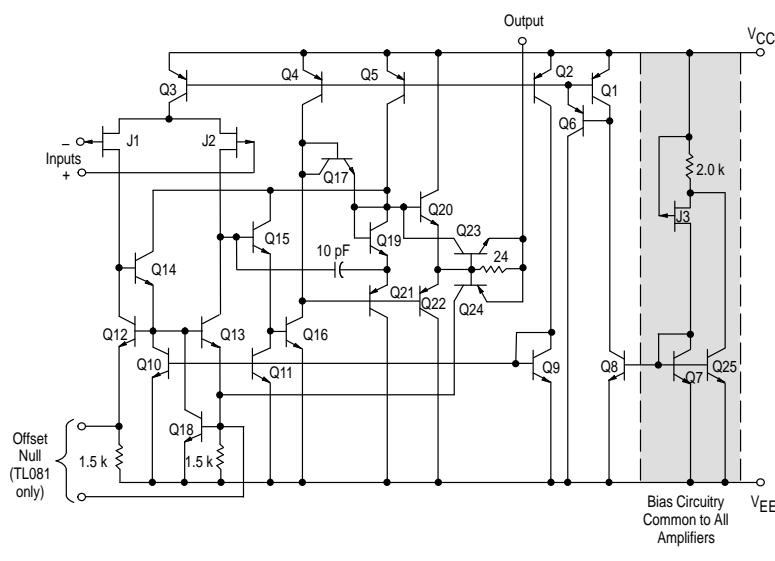 Output
VCC
Q3
Q4
Q5
Q2
Q1
Q6
–
Inputs
+
J1
J2
2.0 k
J3
Q17
Q20
Q23
24
Q14
Q15
Q19
10 pF
Q21
Q22
Q24
Q12
Q13
Q16
Q10
Q11
Q9
Q8
Q7
Q25
Q18
Offset
Null
(TL081
only)
1.5 k
1.5 k
VEE
Bias Circuitry
Common to All
Amplifiers